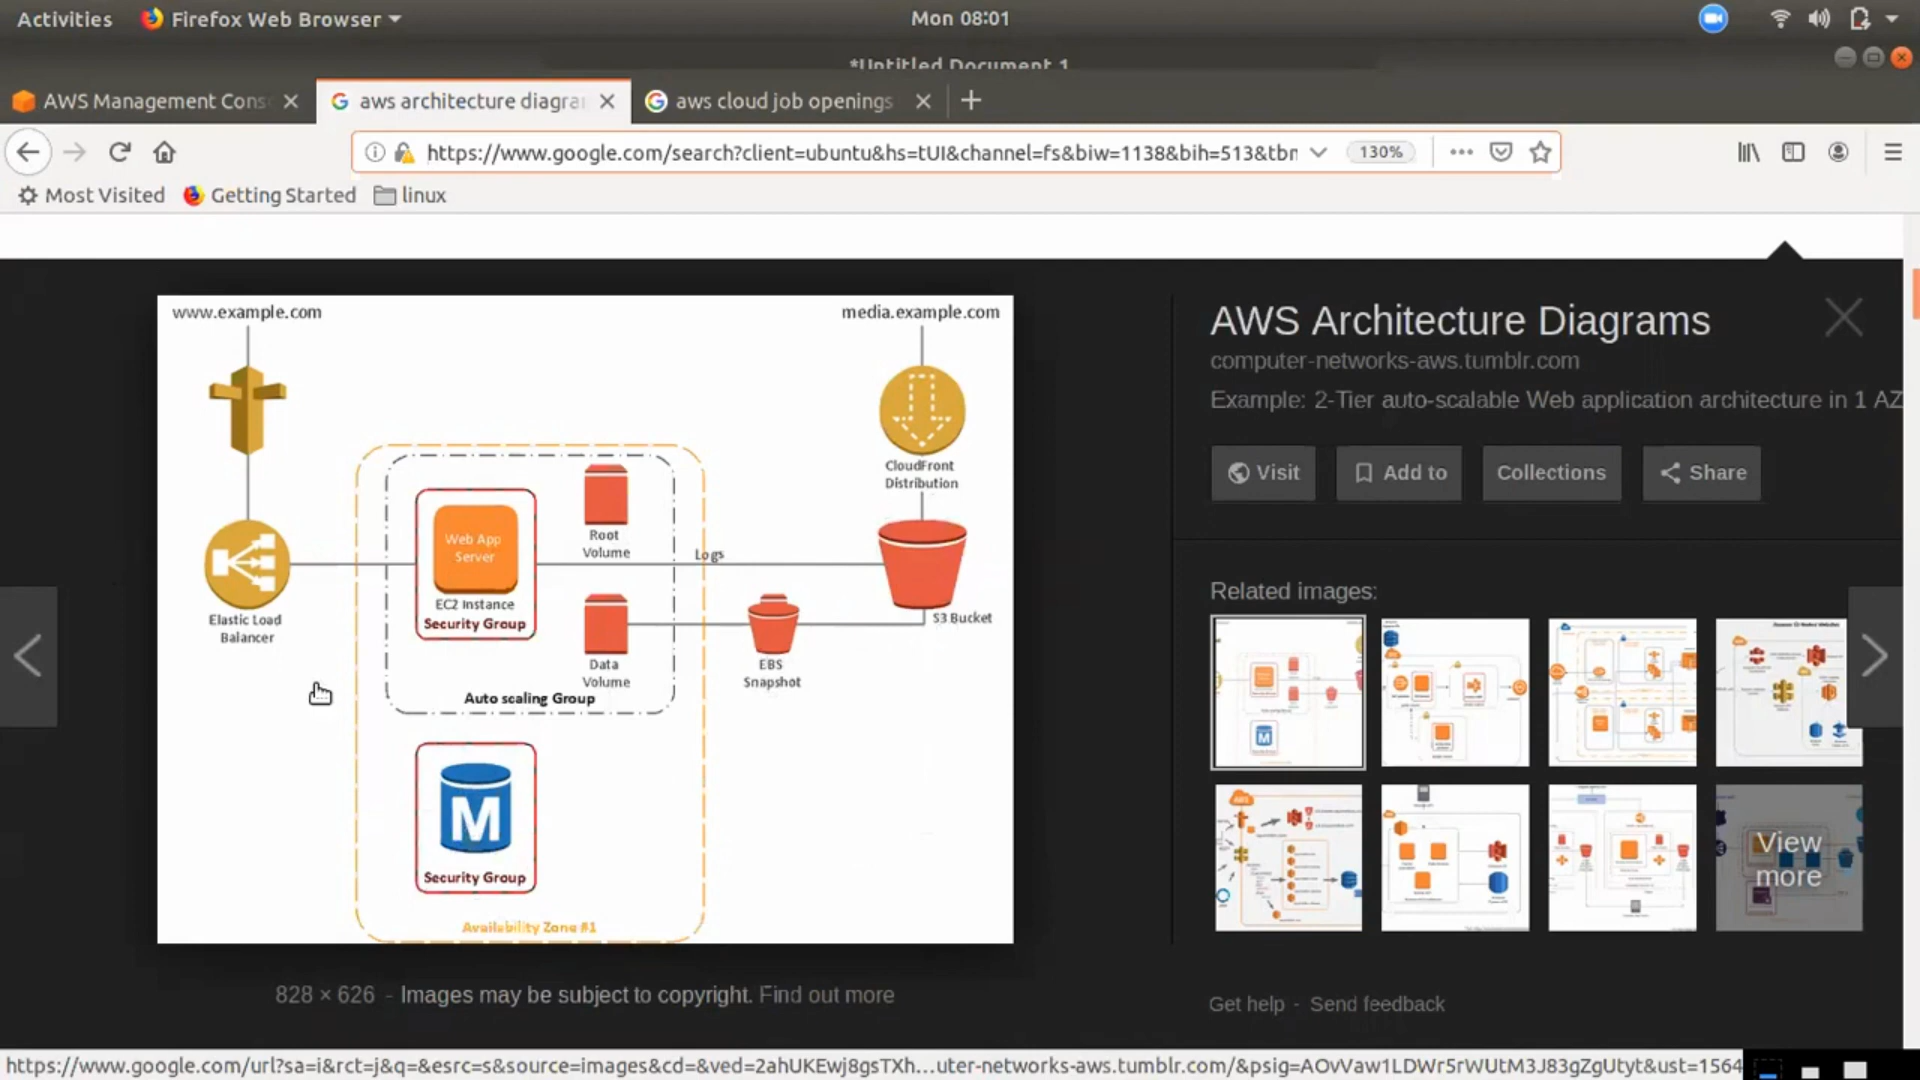 Activities
Firefox Web Browser
Mon 08:01
*Untitled Document 1
AWS Management Cons
aws architecture diagra
aws cloud job openings
https://www.google.com/search?client=ubuntu&hs=tUI&channel=fs&biw=1138&bih=513&tbn
130%
Most Visited
Getting Started
linux
www.example.com
media.example.com
CloudFront
Distribution
Root
Volume
Web App
Server
EC2 Instance
Security Group
Logs
Elastic Load
Balancer
S3 Bucket
Data
Volume
EBS
Snapshot
Auto scaling Group
M
Security Group
Availability Zone #1
828 × 626 - Images may be subject to copyright. Find out more
AWS Architecture Diagrams
computer-networks-aws.tumblr.com
Example: 2-Tier auto-scalable Web application architecture in 1 AZ
Visit
Add to
Collections
Share
Related images:
View
more
Get help - Send feedback
https://www.google.com/url?sa=i&rct=j&q=&esrc=s&source=images&cd=&ved=2ahUKEwj8gsTXh...uter-networks-aws.tumblr.com/&psig=AOvVaw1LDWr5rWUtM3J83gZgUtyt&ust=1564